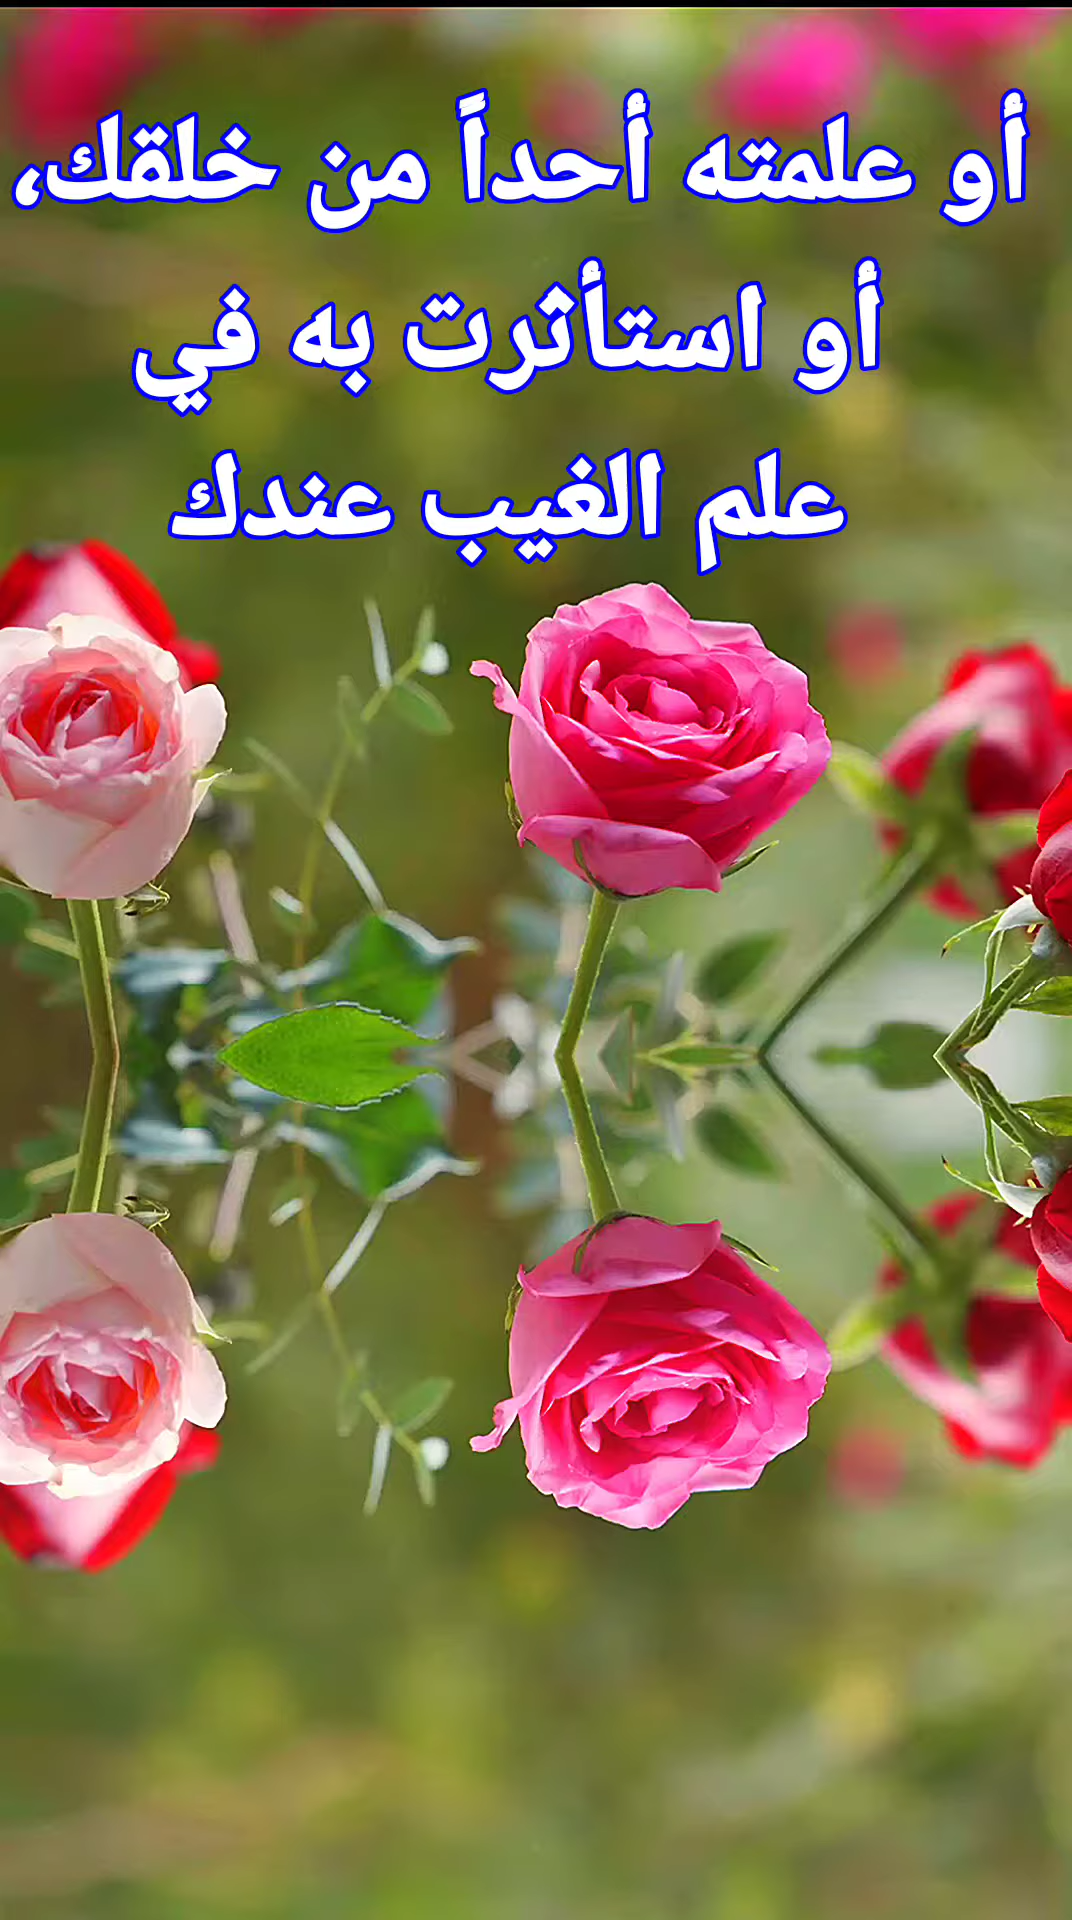 أو علمته أحداً من خلقك،
أو استأثرت به في
علم الغيب عندك